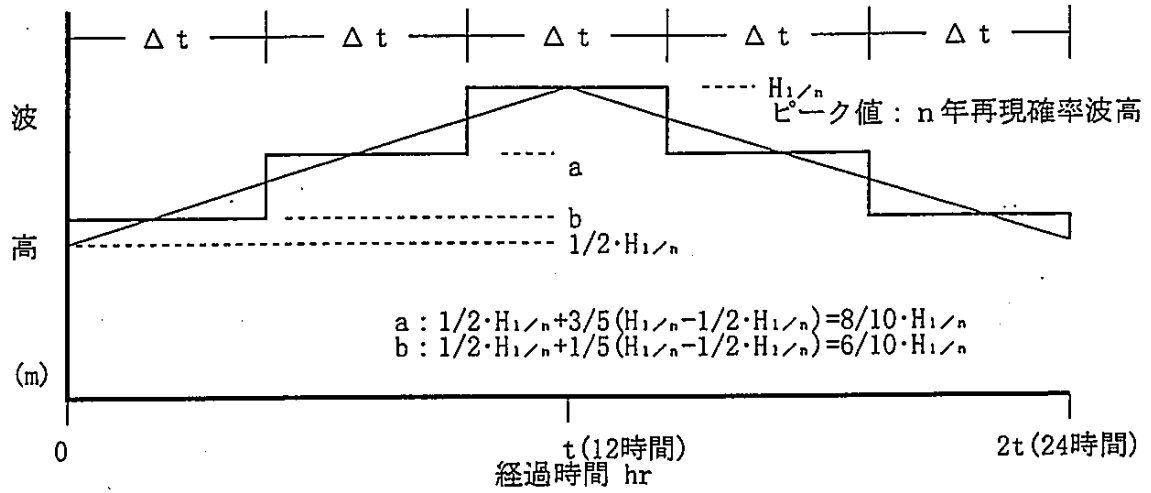 Δt Δt Δt Δt Δt
H₁/ₙ
ピーク値：n年再現確率波高
波
a
b
高
1/2·H₁/ₙ
a：1/2·H₁/ₙ+3/5(H₁/ₙ-1/2·H₁/ₙ)=8/10·H₁/ₙ
b：1/2·H₁/ₙ+1/5(H₁/ₙ-1/2·H₁/ₙ)=6/10·H₁/ₙ
(m)
0 t(12時間) 2t(24時間)
経過時間 hr